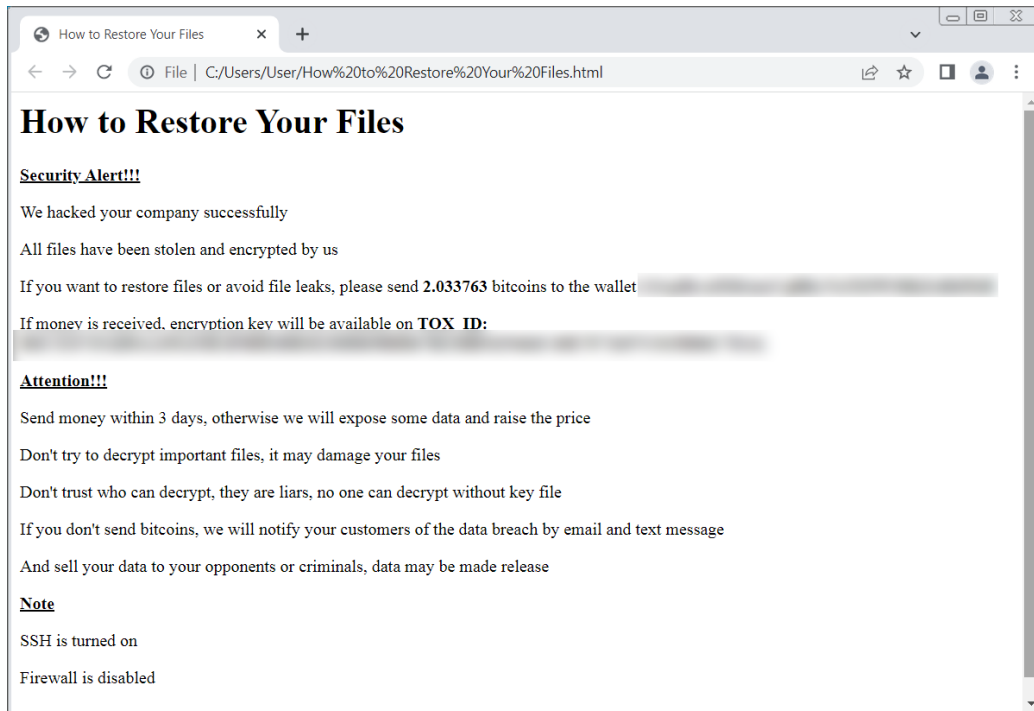 How to Restore Your Files
File | C:/Users/User/How%20to%20Restore%20Your%20Files.html
How to Restore Your Files
Security Alert!!!
We hacked your company successfully
All files have been stolen and encrypted by us
If you want to restore files or avoid file leaks, please send 2.033763 bitcoins to the wallet
If money is received, encryption key will be available on TOX_ID:
Attention!!!
Send money within 3 days, otherwise we will expose some data and raise the price
Don't try to decrypt important files, it may damage your files
Don't trust who can decrypt, they are liars, no one can decrypt without key file
If you don't send bitcoins, we will notify your customers of the data breach by email and text message
And sell your data to your opponents or criminals, data may be made release
Note
SSH is turned on
Firewall is disabled